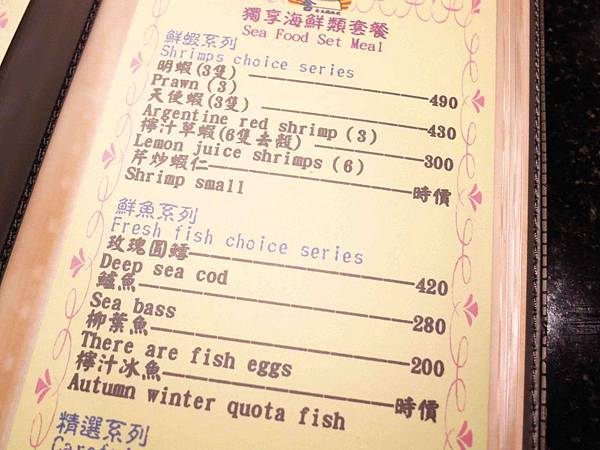 獨享海鮮類套餐
Sea Food Set Meal
鮮蝦系列
Shrimps choice series
明蝦(3隻) 490
Prawn (3)
天使蝦(3隻) 430
Argentine red shrimp (3)
檸汁草蝦(6隻去殼) 300
Lemon juice shrimps (6)
芹炒蝦仁 時價
Shrimp small
鮮魚系列
Fresh fish choice series
玫瑰圓鱈 420
Deep sea cod
鱸魚 280
Sea bass
柳葉魚 200
There are fish eggs
檸汁冰魚 時價
Autumn winter quota fish
精選系列